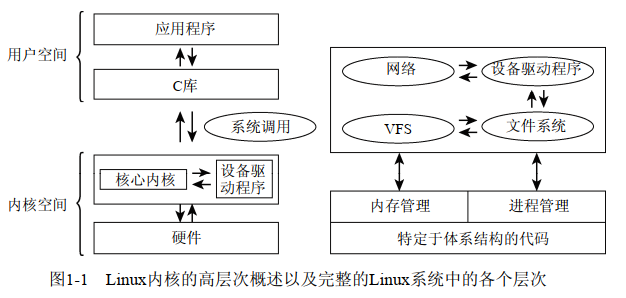 用户空间
应用程序
C库
系统调用
内核空间
核心内核
设备驱
动程序
硬件
网络
设备驱动程序
VFS
文件系统
内存管理
进程管理
特定于体系结构的代码
图1-1 Linux内核的高层次概述以及完整的Linux系统中的各个层次